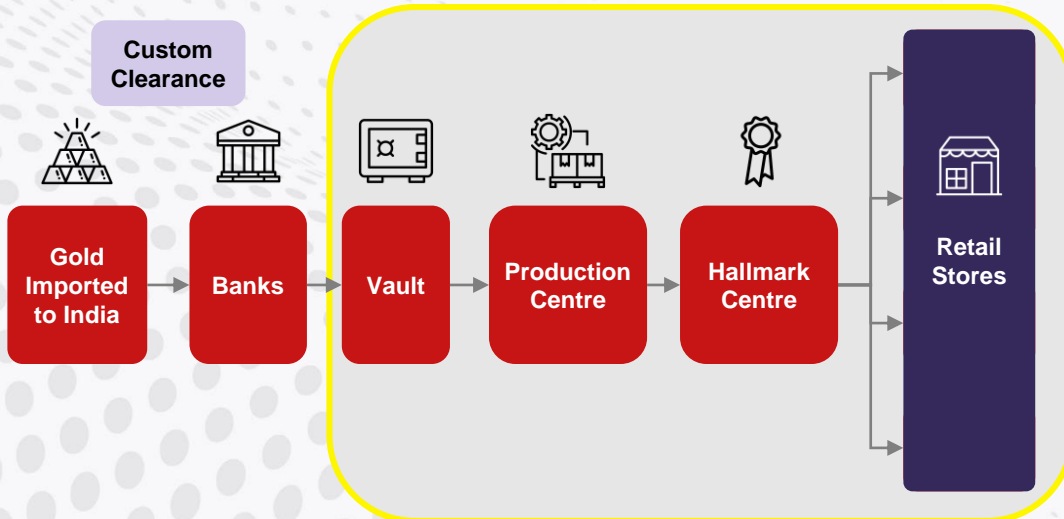 Custom
Clearance
Gold
Imported
to India
Banks
Vault
Production
Centre
Hallmark
Centre
Retail
Stores